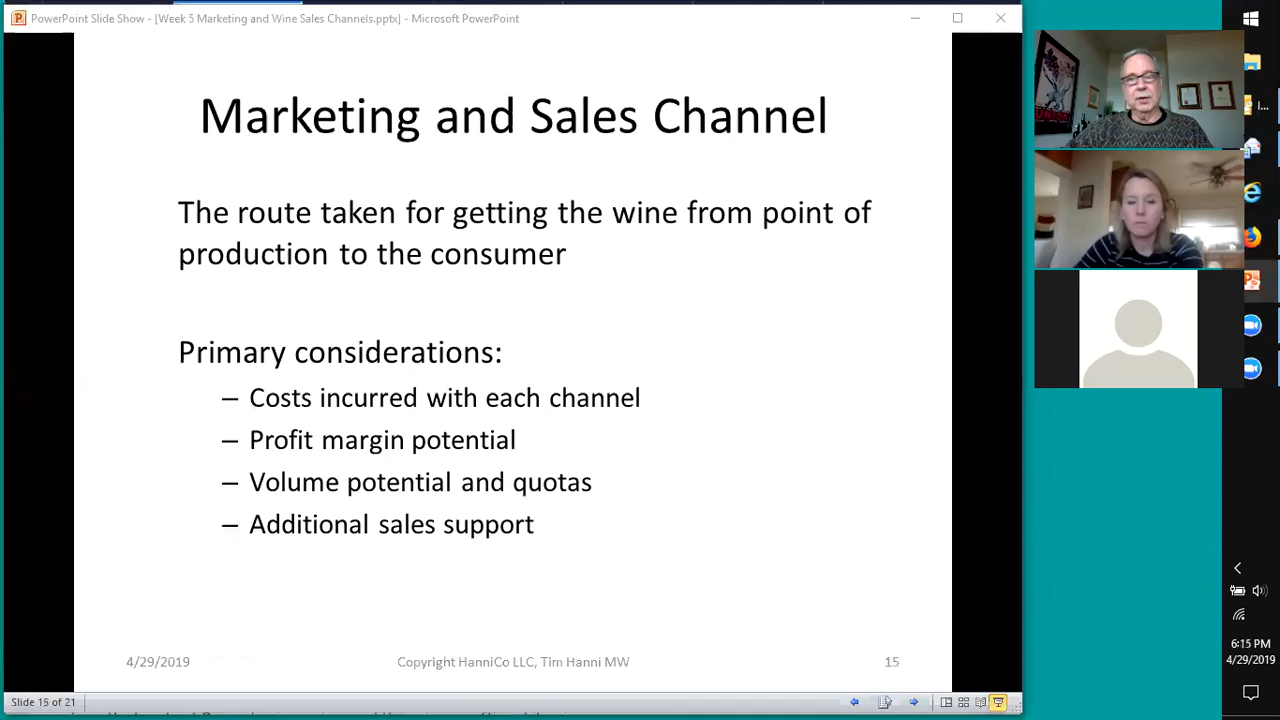 PowerPoint Slide Show - [Week 5 Marketing and Wine Sales Channels.pptx] - Microsoft PowerPoint
Marketing and Sales Channel
The route taken for getting the wine from point of
production to the consumer
Primary considerations:
– Costs incurred with each channel
– Profit margin potential
– Volume potential and quotas
– Additional sales support
4/29/2019
Copyright HanniCo LLC, Tim Hanni MW
15
Slide 15 of 21
UNION
I...
6:15 PM
4/29/2019